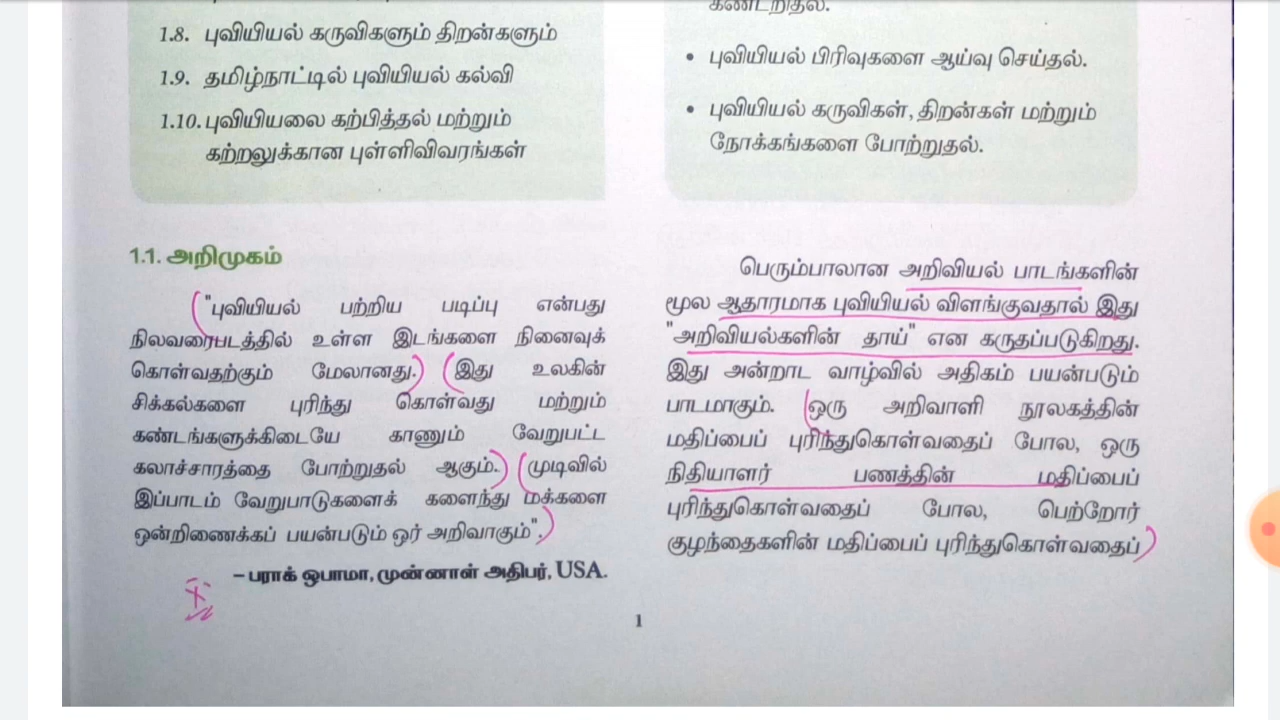 1.8. புவியியல் கருவிகளும் திறன்களும்
1.9. தமிழ்நாட்டில் புவியியல் கல்வி
1.10. புவியியலை கற்பித்தல் மற்றும்
கற்றலுக்கான புள்ளிவிவரங்கள்
கண்டறிதல்.
• புவியியல் பிரிவுகளை ஆய்வு செய்தல்.
• புவியியல் கருவிகள், திறன்கள் மற்றும்
நோக்கங்களை போற்றுதல்.
1.1. அறிமுகம்
"புவியியல் பற்றிய படிப்பு என்பது
நிலவரைபடத்தில் உள்ள இடங்களை நினைவுக்
கொள்வதற்கும் மேலானது. இது உலகின்
சிக்கல்களை புரிந்து கொள்வது மற்றும்
கண்டங்களுக்கிடையே காணும் வேறுபட்ட
கலாச்சாரத்தை போற்றுதல் ஆகும். முடிவில்
இப்பாடம் வேறுபாடுகளைக் களைந்து மக்களை
ஒன்றிணைக்கப் பயன்படும் ஓர் அறிவாகும்".
– பராக் ஒபாமா, முன்னாள் அதிபர், USA.
பெரும்பாலான அறிவியல் பாடங்களின்
மூல ஆதாரமாக புவியியல் விளங்குவதால் இது
"அறிவியல்களின் தாய்" என கருதப்படுகிறது.
இது அன்றாட வாழ்வில் அதிகம் பயன்படும்
பாடமாகும். ஒரு அறிவாளி நூலகத்தின்
மதிப்பைப் புரிந்துகொள்வதைப் போல, ஒரு
நிதியாளர் பணத்தின் மதிப்பைப்
புரிந்துகொள்வதைப் போல, பெற்றோர்
குழந்தைகளின் மதிப்பைப் புரிந்துகொள்வதைப்
1